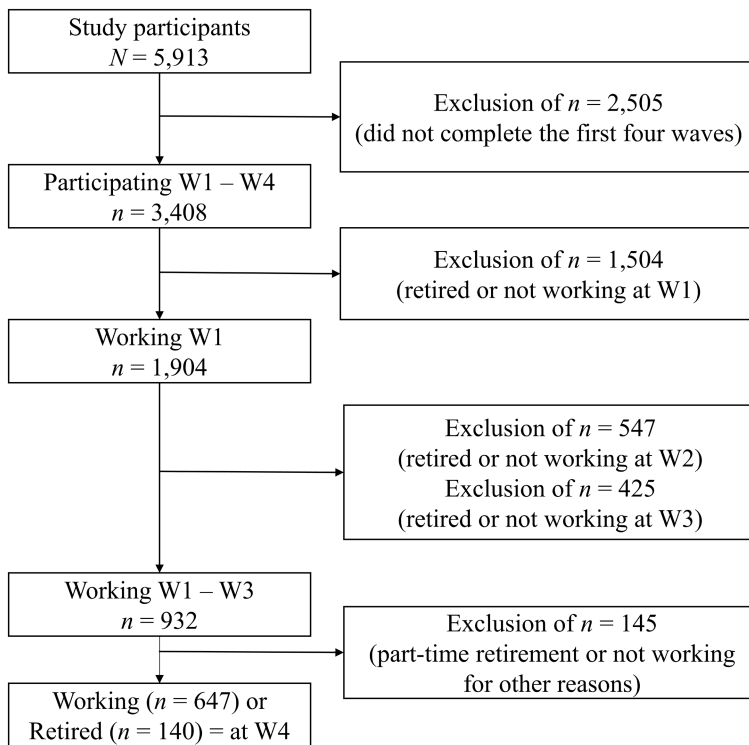 Study participants
N = 5,913
Exclusion of n = 2,505
(did not complete the first four waves)
Participating W1 – W4
n = 3,408
Exclusion of n = 1,504
(retired or not working at W1)
Working W1
n = 1,904
Exclusion of n = 547
(retired or not working at W2)
Exclusion of n = 425
(retired or not working at W3)
Working W1 – W3
n = 932
Exclusion of n = 145
(part-time retirement or not working
for other reasons)
Working (n = 647) or
Retired (n = 140) = at W4